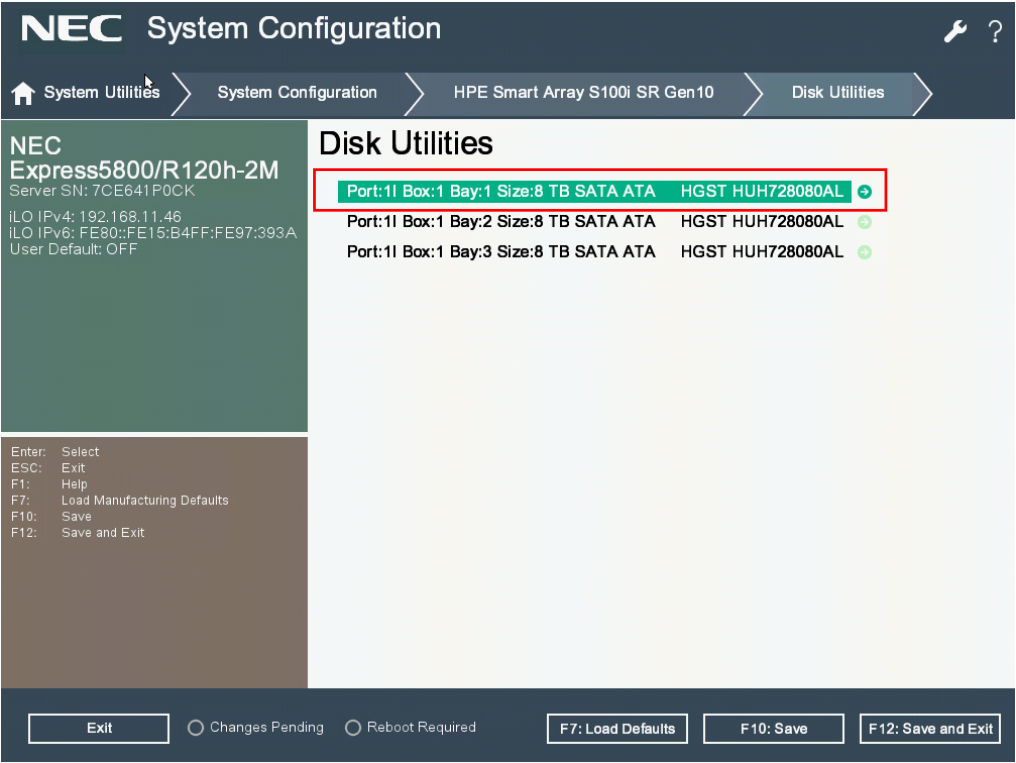 NEC System Configuration
?
System Utilities
System Configuration
HPE Smart Array S100i SR Gen10
Disk Utilities
NEC
Express5800/R120h-2M
Server SN: 7CE641P0CK
iLO IPv4: 192.168.11.46
iLO IPv6: FE80::FE15:B4FF:FE97:393A
User Default: OFF
Enter: Select
ESC: Exit
F1: Help
F7: Load Manufacturing Defaults
F10: Save
F12: Save and Exit
Disk Utilities
Port:1I Box:1 Bay:1 Size:8 TB SATA ATA HGST HUH728080AL
Port:1I Box:1 Bay:2 Size:8 TB SATA ATA HGST HUH728080AL
Port:1I Box:1 Bay:3 Size:8 TB SATA ATA HGST HUH728080AL
Exit
Changes Pending
Reboot Required
F7: Load Defaults
F10: Save
F12: Save and Exit